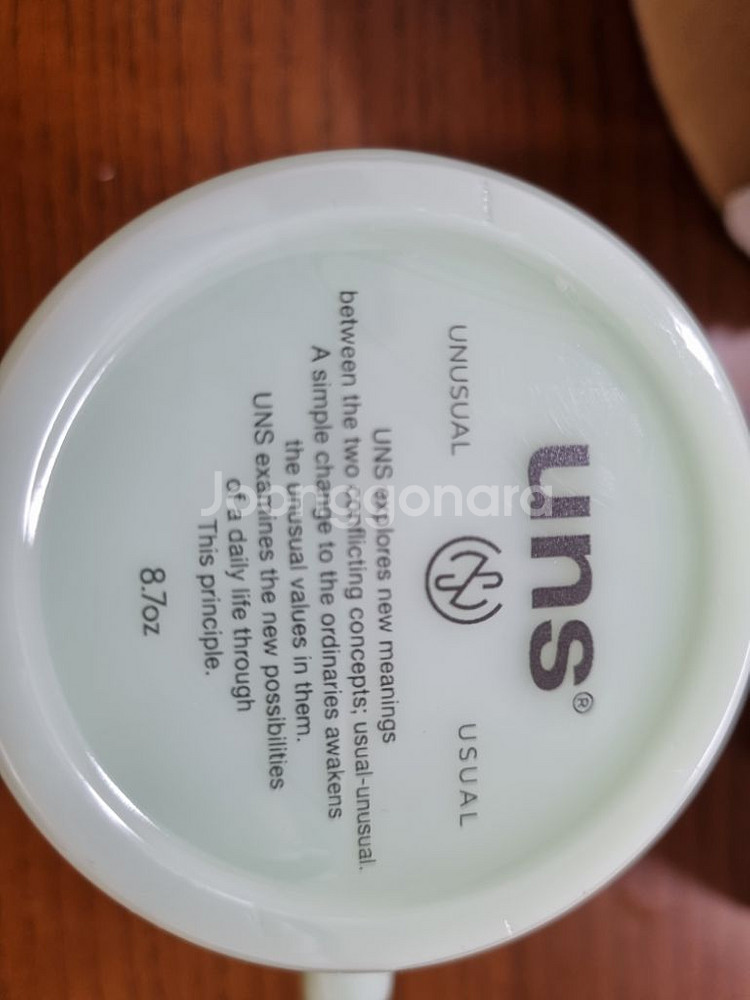 uns®
UNUSUAL USUAL
UNS explores new meanings
between the two conflicting concepts; usual-unusual.
A simple change to the ordinaries awakens
the unusual values in them.
UNS examines the new possibilities
of a daily life through
This principle.
8.7oz
Joonggonara